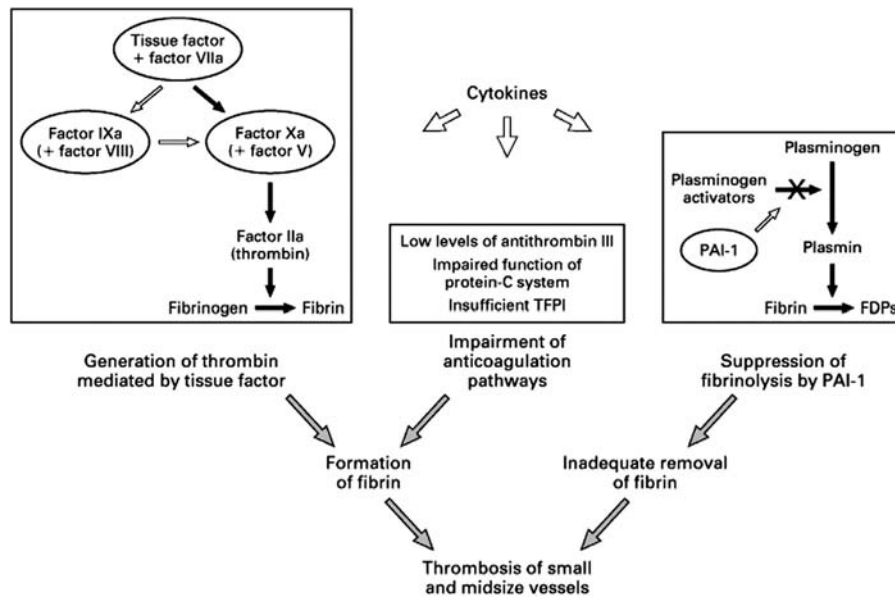 Tissue factor
+ factor VIIa
Factor IXa
(+ factor VIII)
Factor Xa
(+ factor V)
Factor IIa
(thrombin)
Fibrinogen
Fibrin
Generation of thrombin
mediated by tissue factor
Cytokines
Low levels of antithrombin III
Impaired function of
protein-C system
Insufficient TFPI
Impairment of
anticoagulation
pathways
Plasminogen
Plasminogen
activators
PAI-1
Plasmin
Fibrin
FDPs
Suppression of
fibrinolysis by PAI-1
Formation
of fibrin
Inadequate removal
of fibrin
Thrombosis of small
and midsize vessels